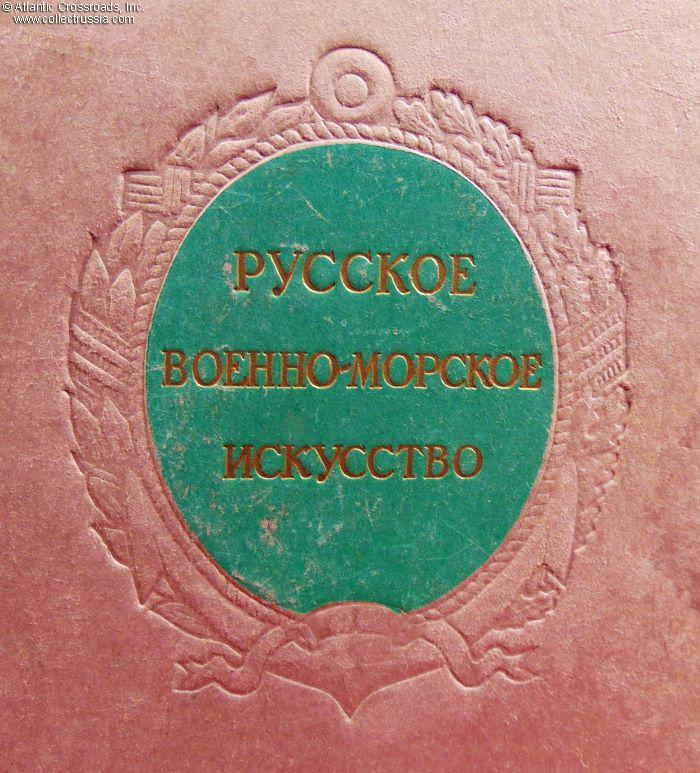 © Atlantic Crossroads, Inc.
www.collectrussia.com
РУССКОЕ
ВОЕННО-МОРСКОЕ
ИСКУССТВО